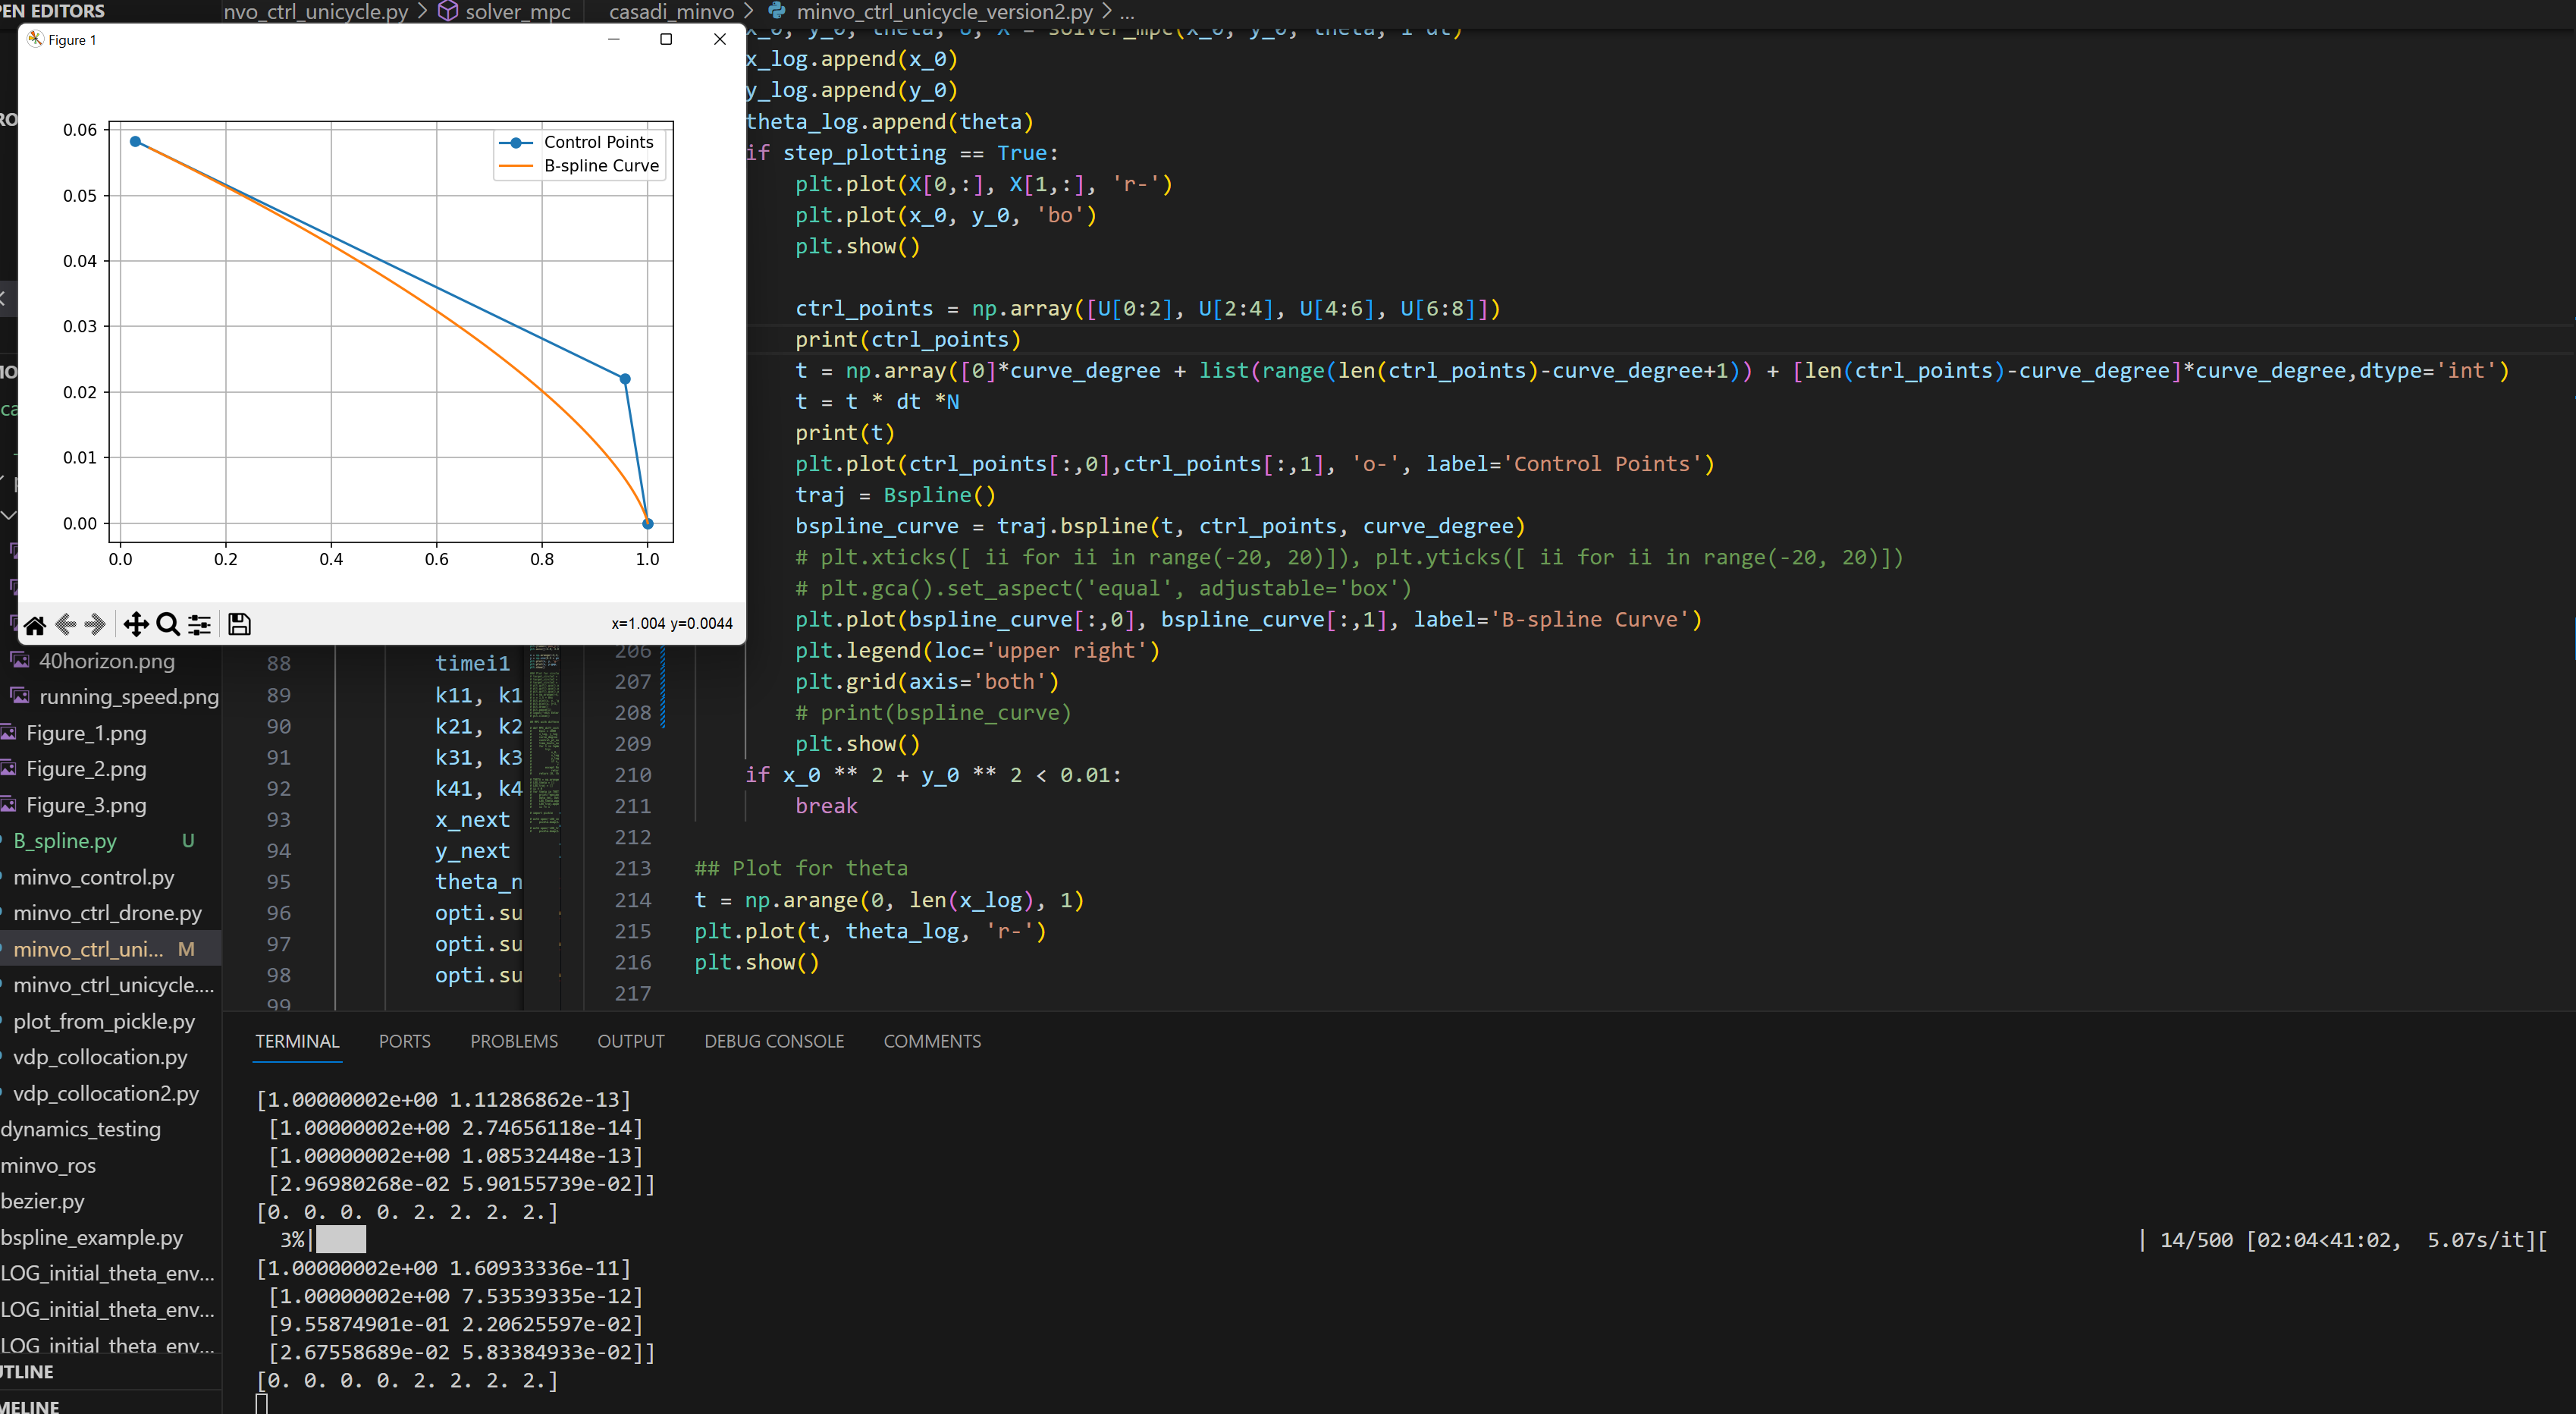 PEN EDITORS
nvo_ctrl_unicycle.py > solver_mpc
casadi_minvo > minvo_ctrl_unicycle_version2.py > ...
Figure 1
0.06
0.05
0.04
0.03
0.02
0.01
0.00
0.0 0.2 0.4 0.6 0.8 1.0
Control Points
B-spline Curve
x=1.004 y=0.0044
x_log.append(x_0)
y_log.append(y_0)
theta_log.append(theta)
if step_plotting == True:
plt.plot(X[0,:], X[1,:], 'r-')
plt.plot(x_0, y_0, 'bo')
plt.show()
ctrl_points = np.array([U[0:2], U[2:4], U[4:6], U[6:8]])
print(ctrl_points)
t = np.array([0]*curve_degree + list(range(len(ctrl_points)-curve_degree+1)) + [len(ctrl_points)-curve_degree]*curve_degree,dtype='int')
t = t * dt *N
print(t)
plt.plot(ctrl_points[:,0],ctrl_points[:,1], 'o-', label='Control Points')
traj = Bspline()
bspline_curve = traj.bspline(t, ctrl_points, curve_degree)
# plt.xticks([ ii for ii in range(-20, 20)]), plt.yticks([ ii for ii in range(-20, 20)])
# plt.gca().set_aspect('equal', adjustable='box')
plt.plot(bspline_curve[:,0], bspline_curve[:,1], label='B-spline Curve')
206 plt.legend(loc='upper right')
207 plt.grid(axis='both')
208 # print(bspline_curve)
209 plt.show()
210 if x_0 ** 2 + y_0 ** 2 < 0.01:
211 break
212
213 ## Plot for theta
214 t = np.arange(0, len(x_log), 1)
215 plt.plot(t, theta_log, 'r-')
216 plt.show()
217
88 timei1
89 k11, k1
90 k21, k2
91 k31, k3
92 k41, k4
93 x_next
94 y_next
95 theta_n
96 opti.su
97 opti.su
98 opti.su
99
40horizon.png
running_speed.png
Figure_1.png
Figure_2.png
Figure_3.png
B_spline.py U
minvo_control.py
minvo_ctrl_drone.py
minvo_ctrl_uni... M
minvo_ctrl_unicycle....
plot_from_pickle.py
vdp_collocation.py
vdp_collocation2.py
dynamics_testing
minvo_ros
bezier.py
bspline_example.py
LOG_initial_theta_env...
LOG_initial_theta_env...
LOG_initial_theta_env...
UTLINE
MELINE
TERMINAL PORTS PROBLEMS OUTPUT DEBUG CONSOLE COMMENTS
[1.00000002e+00 1.11286862e-13]
[1.00000002e+00 2.74656118e-14]
[1.00000002e+00 1.08532448e-13]
[2.96980268e-02 5.90155739e-02]]
[0. 0. 0. 0. 2. 2. 2. 2.]
3%| | 14/500 [02:04<41:02, 5.07s/it][
[1.00000002e+00 1.60933336e-11]
[1.00000002e+00 7.53539335e-12]
[9.55874901e-01 2.20625597e-02]
[2.67558689e-02 5.83384933e-02]]
[0. 0. 0. 0. 2. 2. 2. 2.]